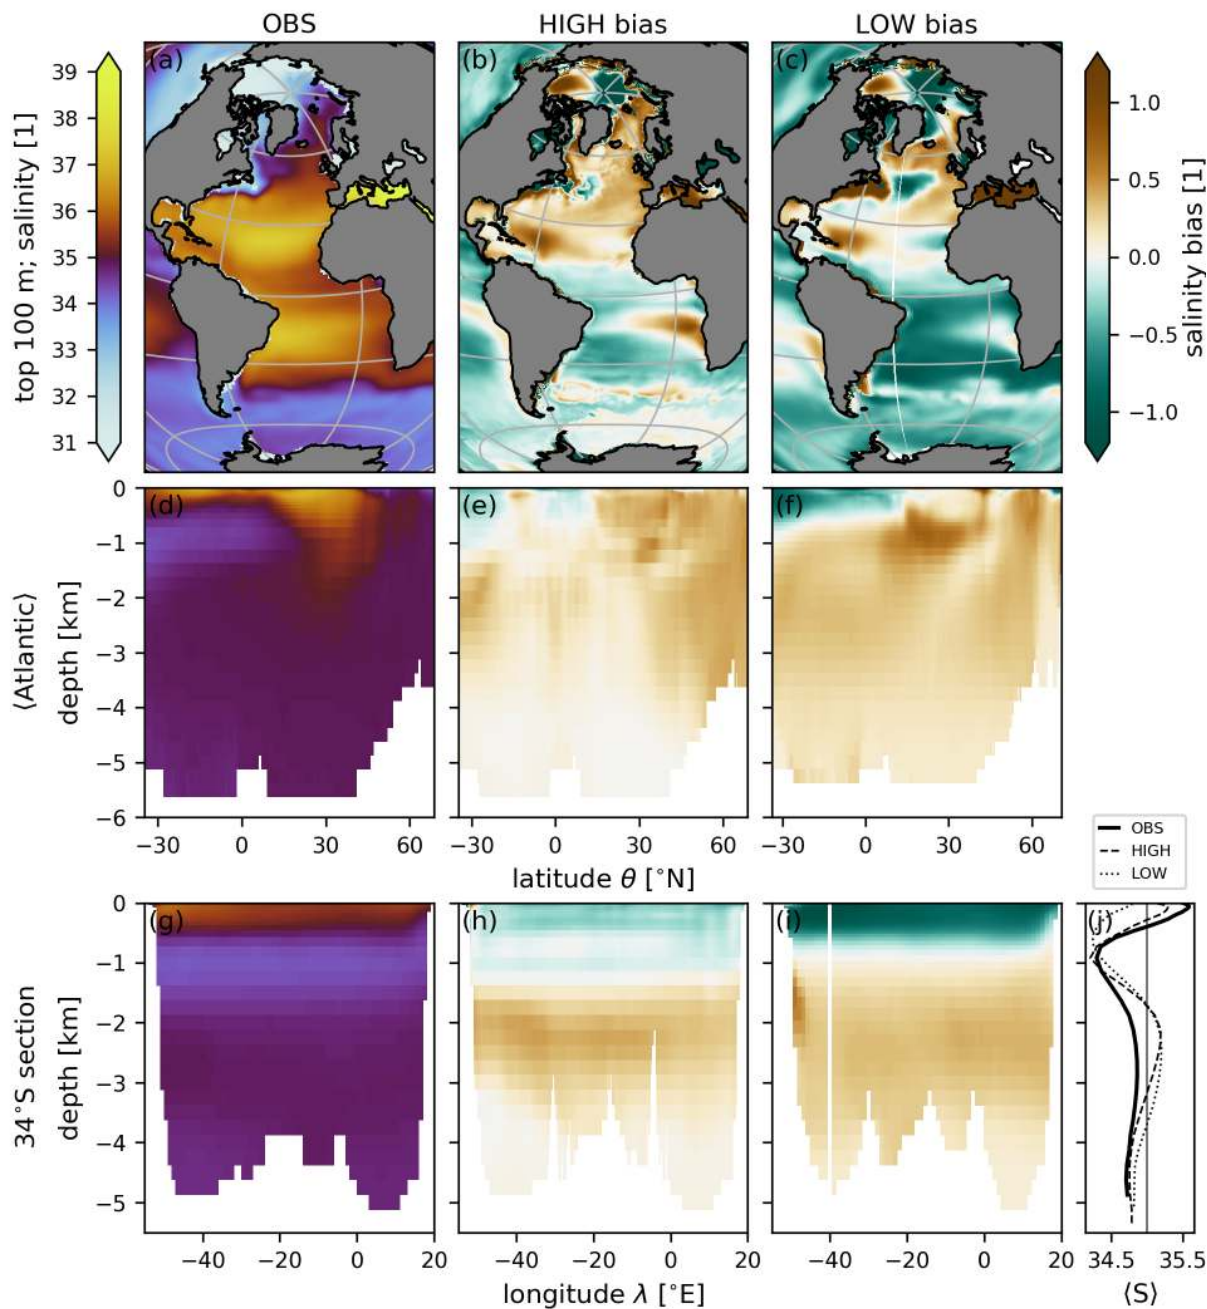 OBS HIGH bias LOW bias
(a) (b) (c)
39
38
37
36
35
34
33
32
31
top 100 m; salinity [1]
1.0
0.5
0.0
−0.5
−1.0
salinity bias [1]
(d) (e) (f)
0
−1
−2
−3
−4
−5
−6
⟨Atlantic⟩
depth [km]
−30 0 30 60 −30 0 30 60 −30 0 30 60
latitude θ [°N]
OBS
HIGH
LOW
(g) (h) (i) (j)
0
−1
−2
−3
−4
−5
34°S section
depth [km]
−40 −20 0 20 −40 −20 0 20 −40 −20 0 20 34.5 35.5
longitude λ [°E] ⟨S⟩